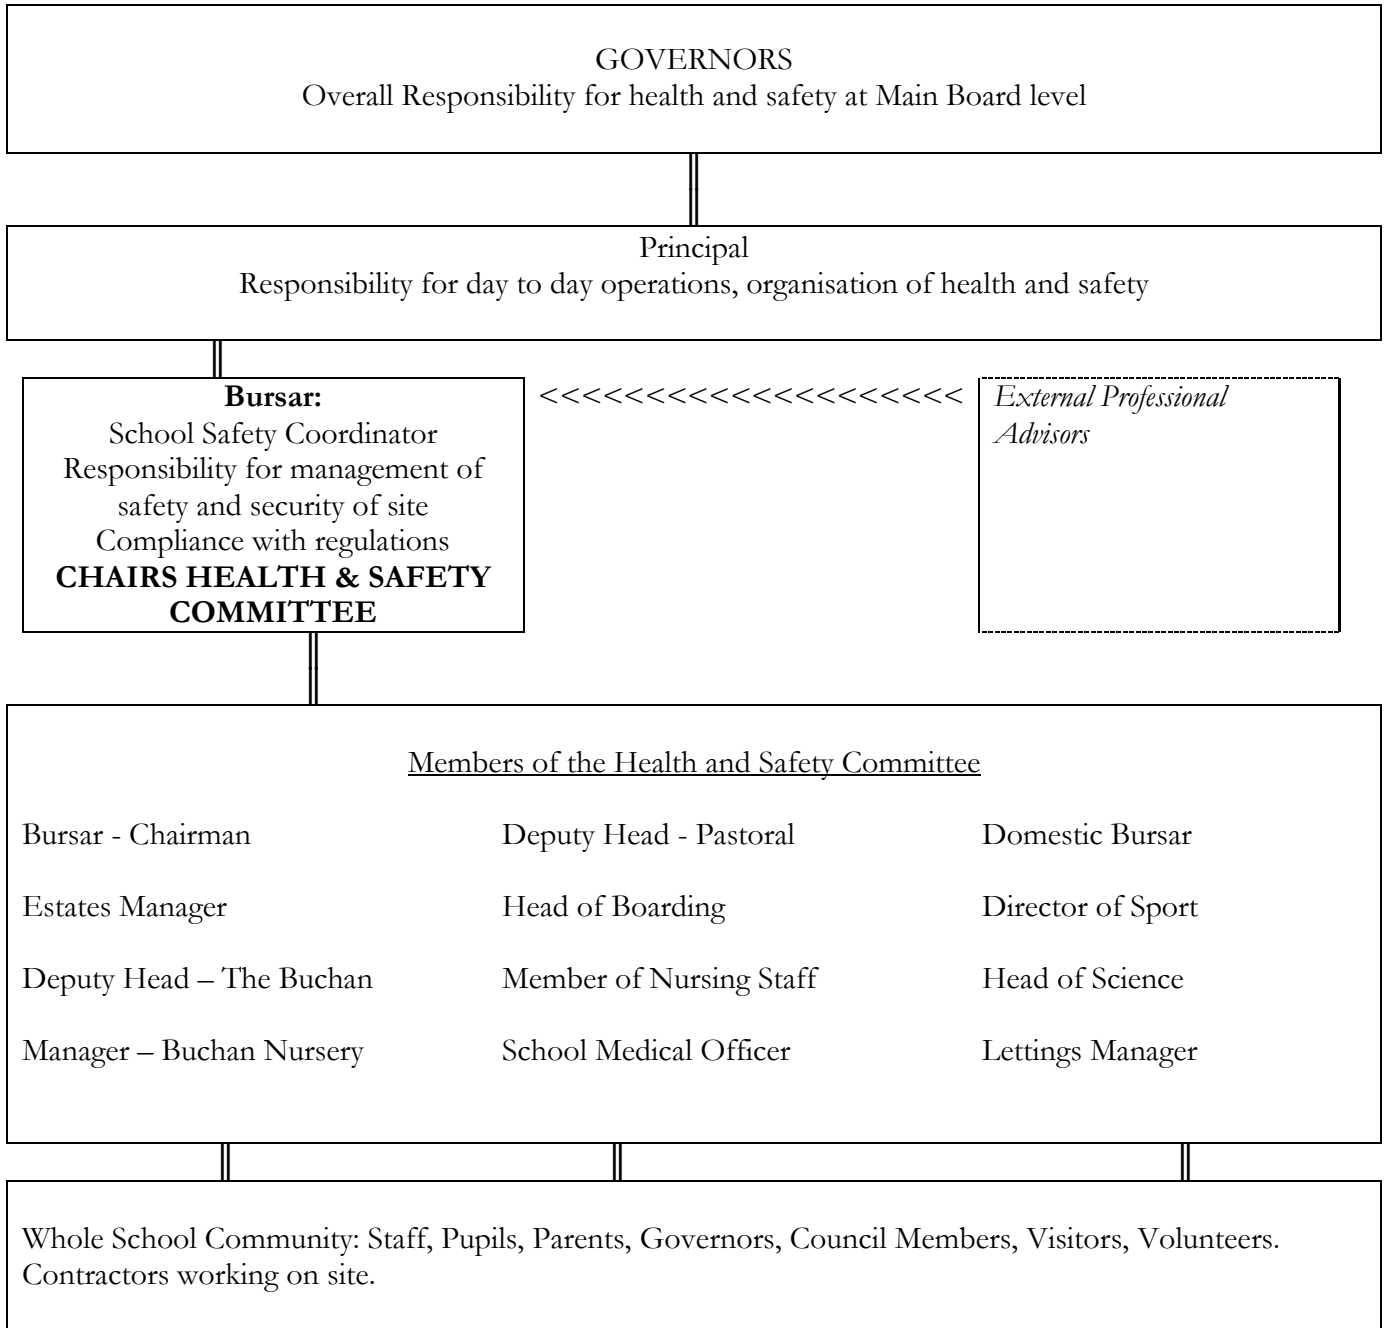 GOVERNORS
Overall Responsibility for health and safety at Main Board level
Principal
Responsibility for day to day operations, organisation of health and safety
Bursar:
School Safety Coordinator
Responsibility for management of
safety and security of site
Compliance with regulations
CHAIRS HEALTH & SAFETY
COMMITTEE
<<<<<<<<<<<<<<<<<<<<
External Professional
Advisors
Members of the Health and Safety Committee
Bursar - Chairman Deputy Head - Pastoral Domestic Bursar
Estates Manager Head of Boarding Director of Sport
Deputy Head – The Buchan Member of Nursing Staff Head of Science
Manager – Buchan Nursery School Medical Officer Lettings Manager
Whole School Community: Staff, Pupils, Parents, Governors, Council Members, Visitors, Volunteers.
Contractors working on site.